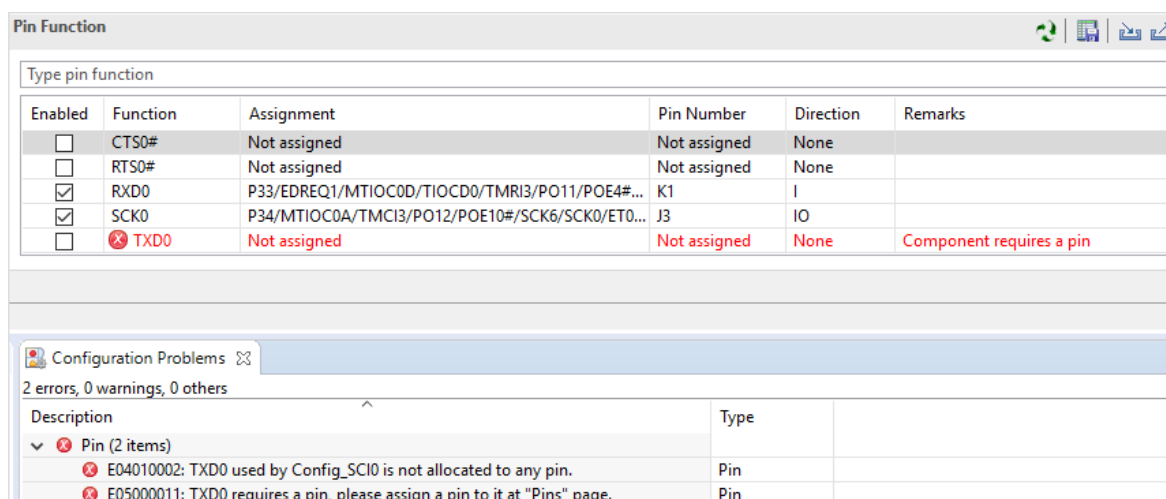 Pin Function
Type pin function
Enabled Function Assignment Pin Number Direction Remarks
CTS0# Not assigned Not assigned None
RTS0# Not assigned Not assigned None
RXD0 P33/EDREQ1/MTIOC0D/TIOCD0/TMRI3/PO11/POE4#... K1 I
SCK0 P34/MTIOC0A/TMCI3/PO12/POE10#/SCK6/SCK0/ET0... J3 IO
TXD0 Not assigned Not assigned None Component requires a pin
Configuration Problems
2 errors, 0 warnings, 0 others
Description Type
Pin (2 items)
E04010002: TXD0 used by Config_SCI0 is not allocated to any pin. Pin
E05000011: TXD0 requires a pin, please assign a pin to it at "Pins" page. Pin